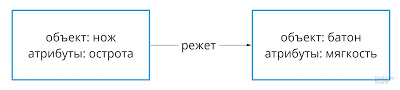 объект: нож
атрибуты: острота
режет
объект: батон
атрибуты: мягкость